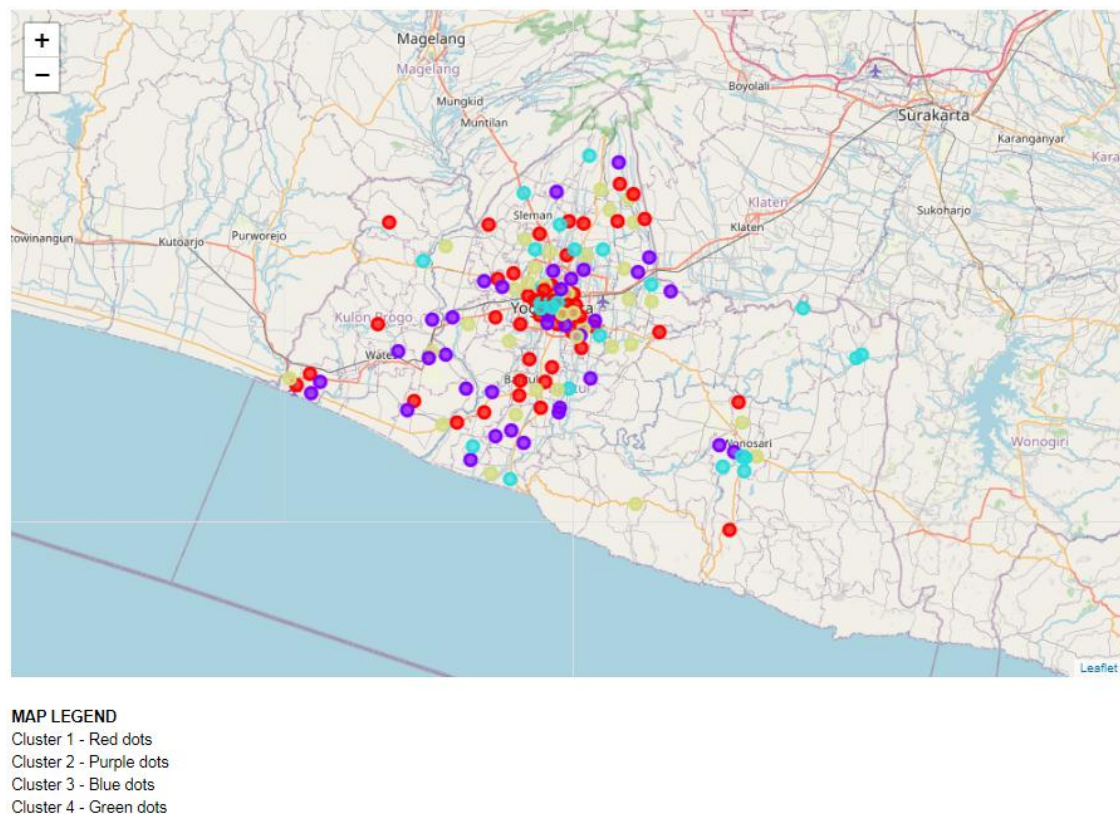 +
−
Magelang
Magelang
Mungkid
Muntilan
Boyolali
Surakarta
Karanganyar
Kara
Klaten
Klaten
Sukoharjo
Sleman
towinangun
Kutoarjo
Purworejo
Kulon Progo
Wates
Wonosari
Wonogiri
Leaflet
MAP LEGEND
Cluster 1 - Red dots
Cluster 2 - Purple dots
Cluster 3 - Blue dots
Cluster 4 - Green dots